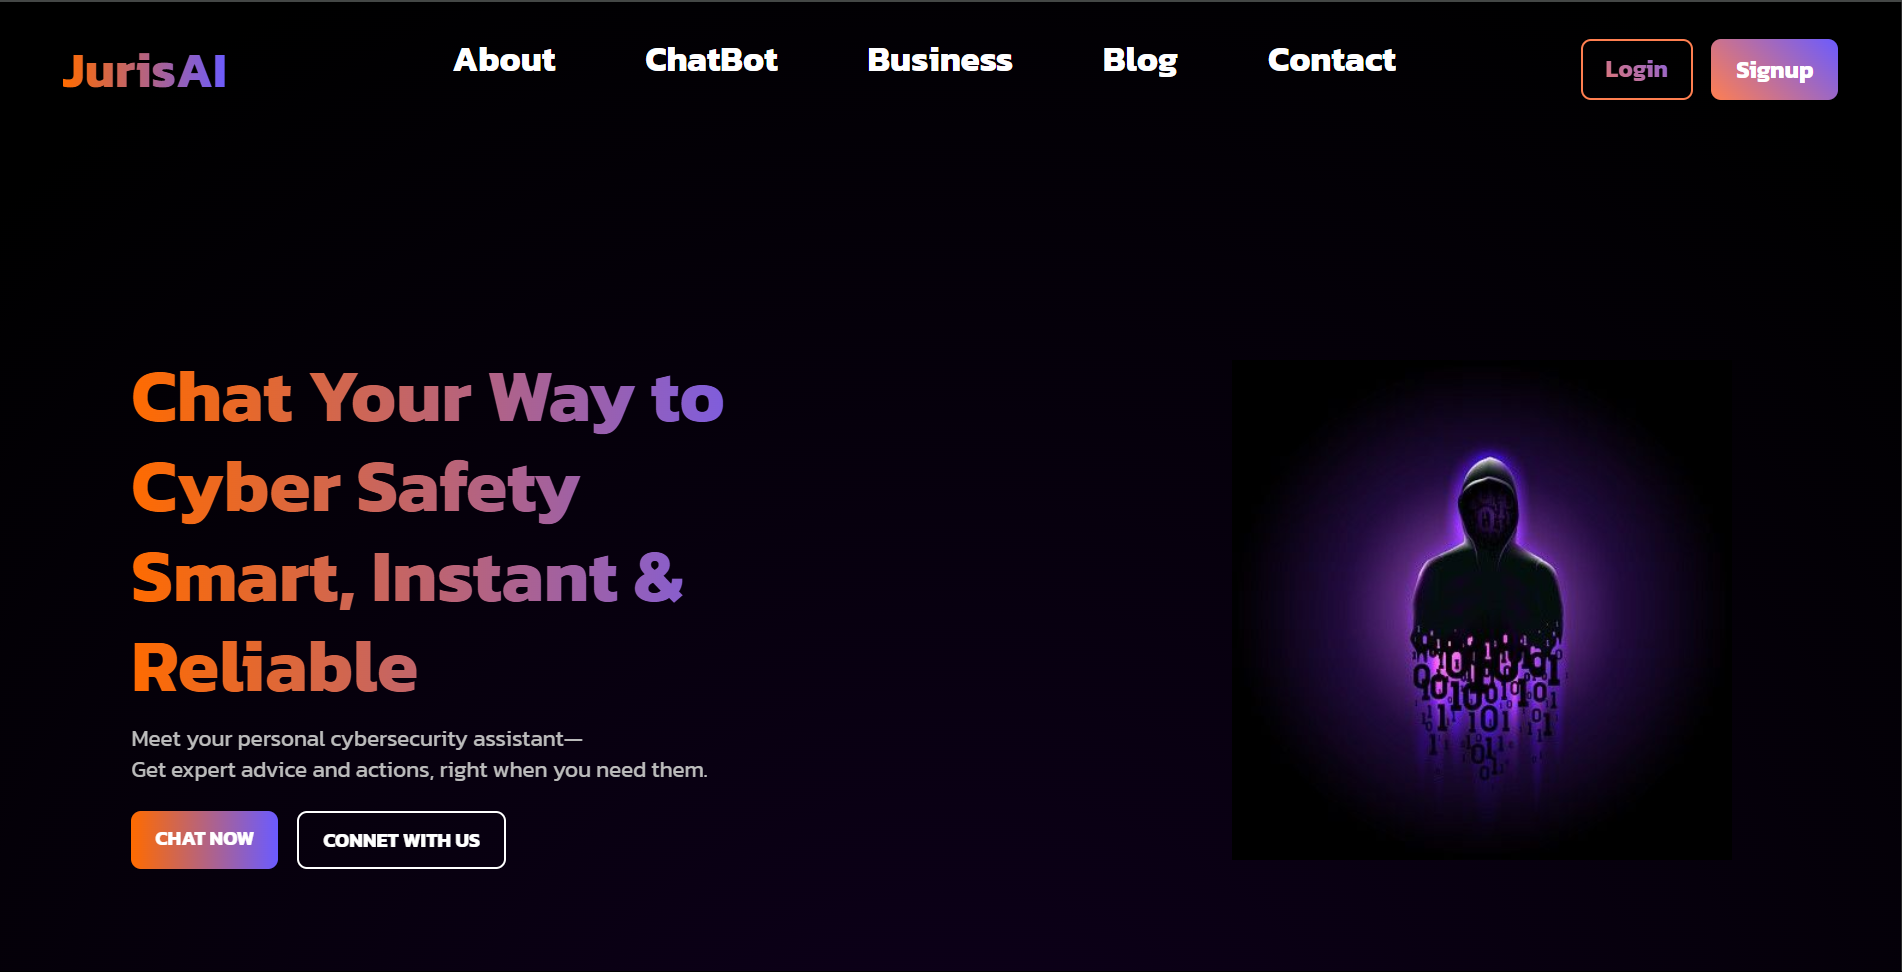 JurisAI
About ChatBot Business Blog Contact
Login Signup
Chat Your Way to
Cyber Safety
Smart, Instant &
Reliable
Meet your personal cybersecurity assistant—
Get expert advice and actions, right when you need them.
CHAT NOW CONNET WITH US